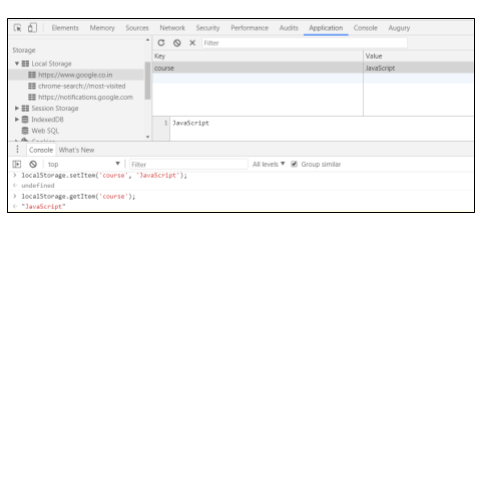 Elements Memory Sources Network Security Performance Audits Application Console Augury
Storage
Filter
Key Value
course JavaScript
Local Storage
https://www.google.co.in
chrome-search://most-visited
https://notifications.google.com
Session Storage
IndexedDB
Web SQL
Cookies
1 JavaScript
Console What's New
top Filter All levels Group similar
> localStorage.setItem('course', 'JavaScript');
undefined
> localStorage.getItem('course');
"JavaScript"